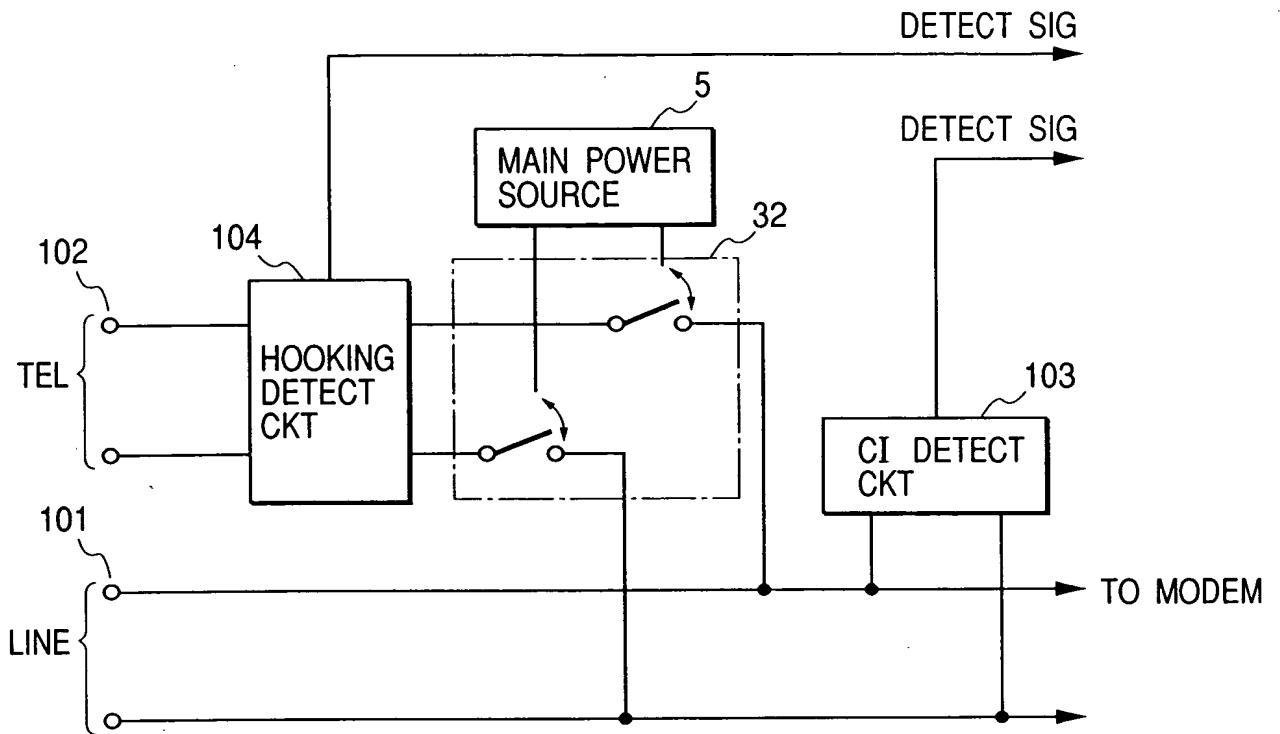 DETECT SIG
5
DETECT SIG
MAIN POWER
SOURCE
32
102
104
TEL
HOOKING
DETECT
CKT
103
CI DETECT
CKT
101
LINE
TO MODEM